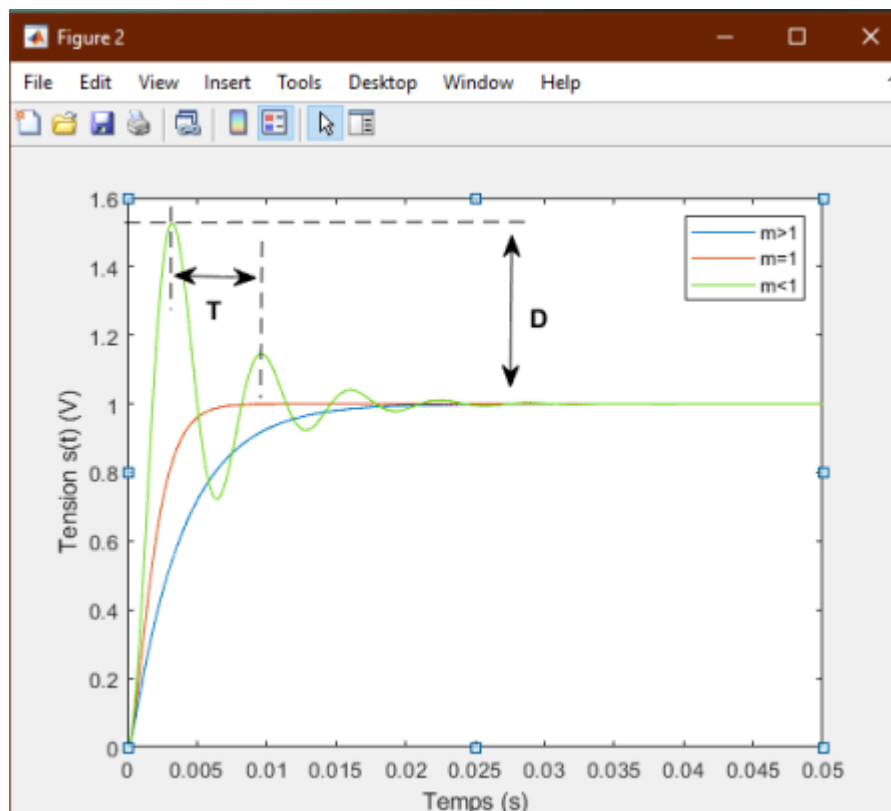 Figure 2
File Edit View Insert Tools Desktop Window Help
1.6
1.4
1.2
1
0.8
0.6
0.4
0.2
0
Tension s(t) (V)
T
D
m>1
m=1
m<1
0 0.005 0.01 0.015 0.02 0.025 0.03 0.035 0.04 0.045 0.05
Temps (s)